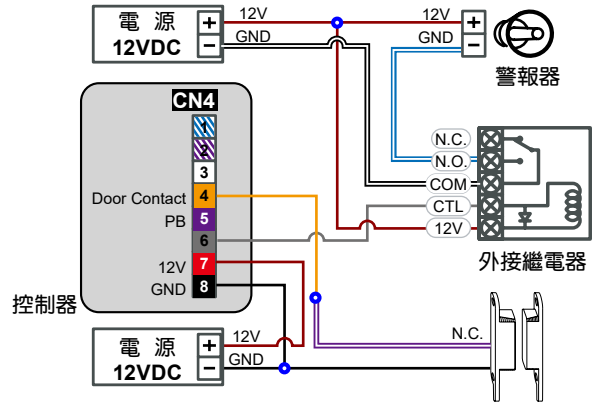 電 源
12VDC
+
−
12V
GND
12V
GND
+
−
警報器
CN4
1
2
3
Door Contact 4
PB 5
6
12V 7
GND 8
控制器
N.C.
N.O.
COM
CTL
12V
外接繼電器
電 源
12VDC
+
−
12V
GND
N.C.